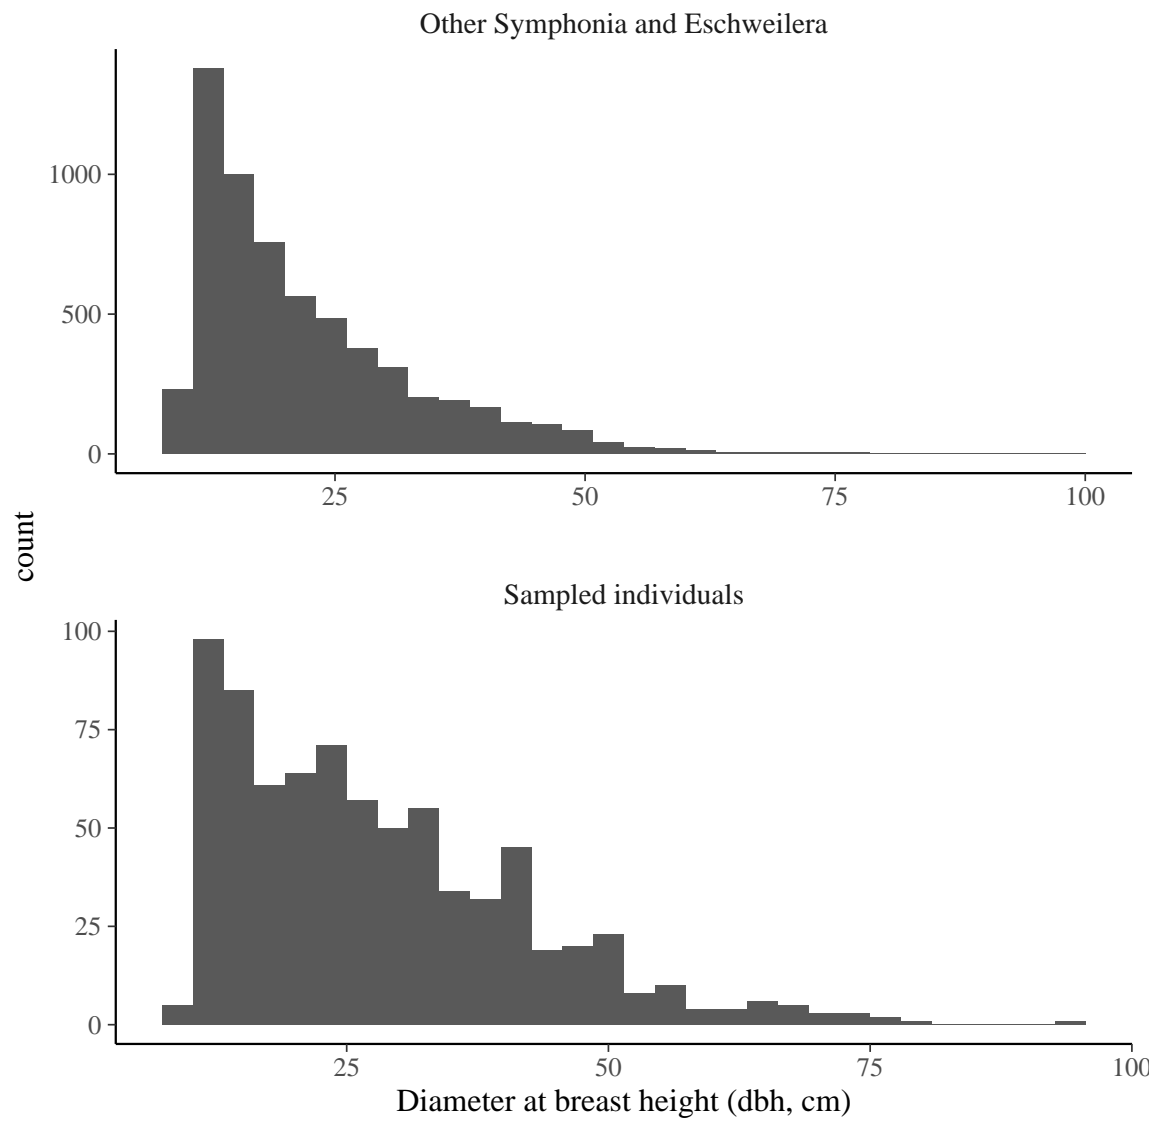 Other Symphonia and Eschweilera
1000
500
0
25 50 75 100
count
Sampled individuals
100
75
50
25
0
25 50 75 100
Diameter at breast height (dbh, cm)